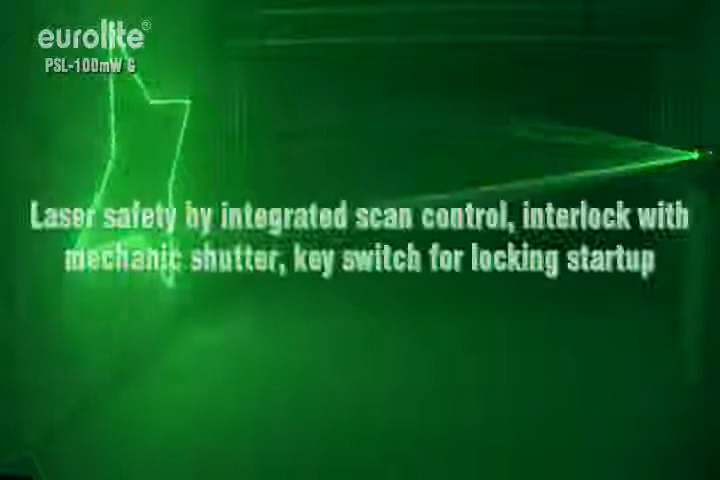 eurolite®
PSL-100mW G
Laser safety by integrated scan control, interlock with
mechanic shutter, key switch for locking startup